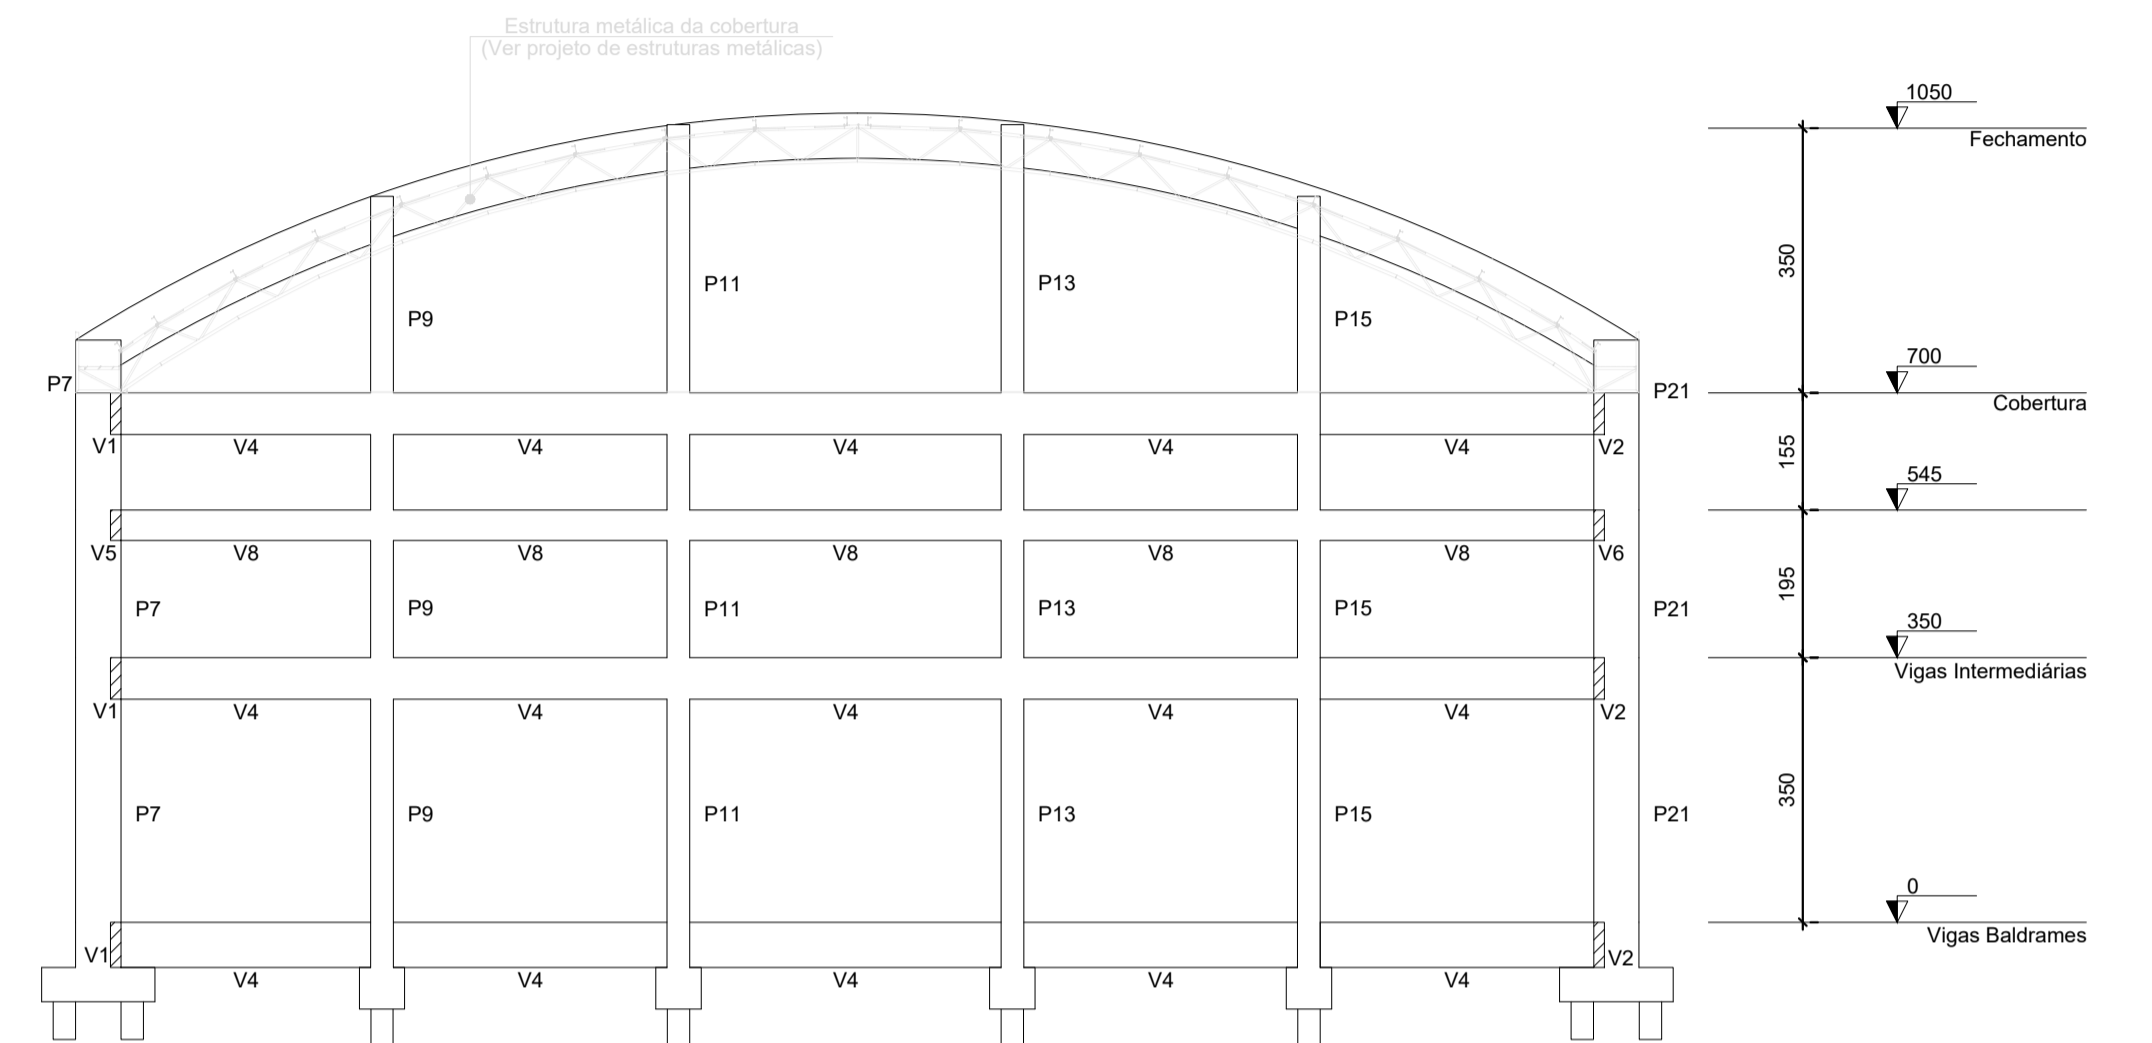 Estrutura metálica da cobertura
(Ver projeto de estruturas metálicas)
1050
Fechamento
350
P11
P13
P9
P15
P7
700
P21
Cobertura
V1
V4
V4
V4
V4
V4
V2
155
545
V5
V8
V8
V8
V8
V8
V6
195
P7
P9
P11
P13
P15
P21
350
Vigas Intermediárias
V1
V4
V4
V4
V4
V4
V2
350
P7
P9
P11
P13
P15
P21
0
Vigas Baldrames
V1
V2
V4
V4
V4
V4
V4